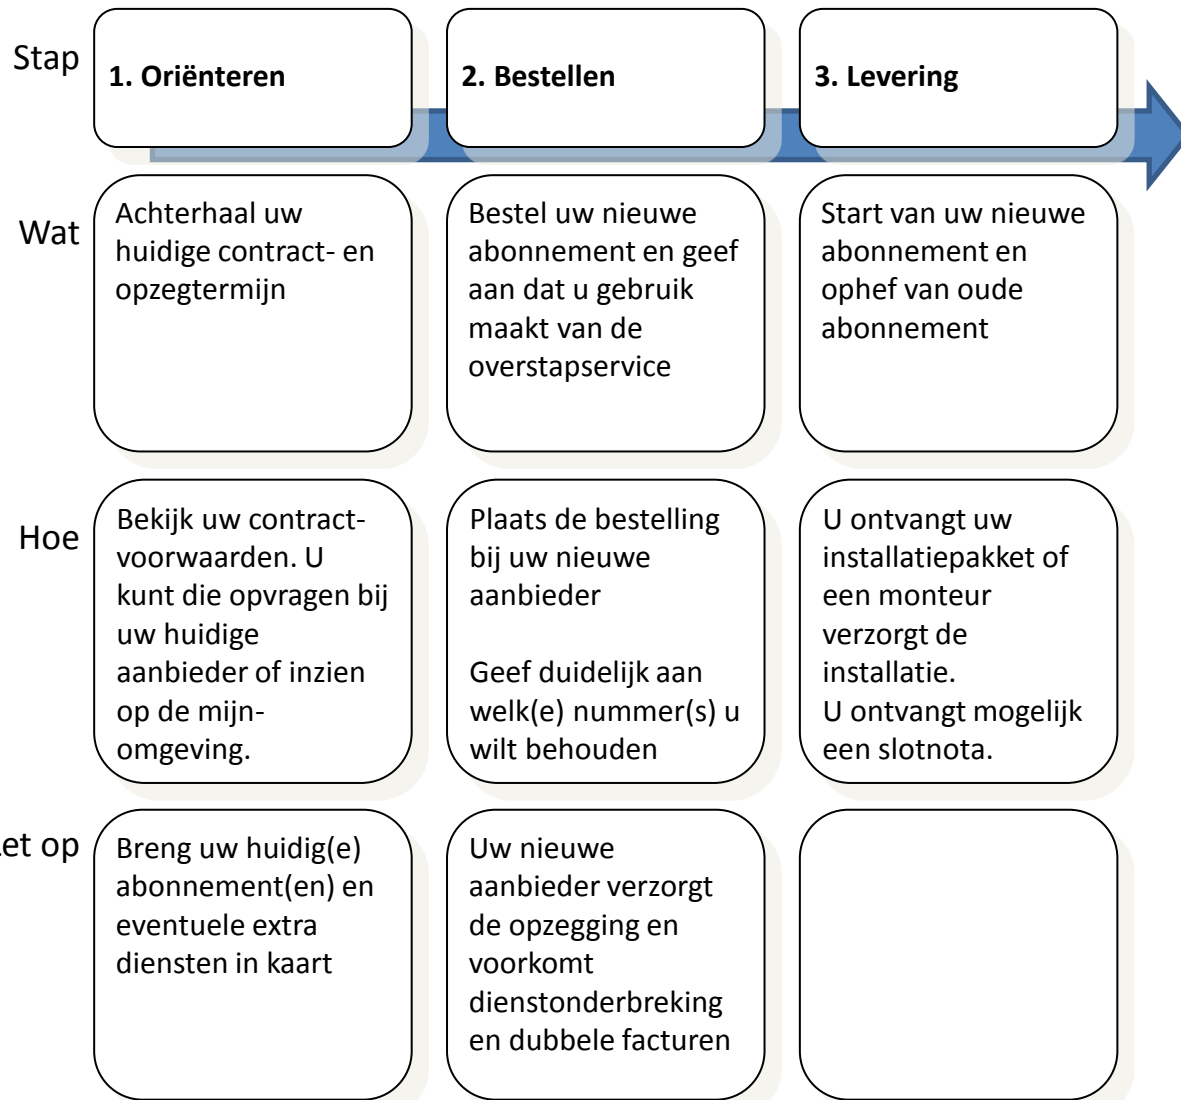 Stap
1. Oriënteren
2. Bestellen
3. Levering
Wat
Achterhaal uw
huidige contract- en
opzegtermijn
Bestel uw nieuwe
abonnement en geef
aan dat u gebruik
maakt van de
overstapservice
Start van uw nieuwe
abonnement en
ophef van oude
abonnement
Hoe
Bekijk uw contract-
voorwaarden. U
kunt die opvragen bij
uw huidige
aanbieder of inzien
op de mijn-
omgeving.
Plaats de bestelling
bij uw nieuwe
aanbieder
Geef duidelijk aan
welk(e) nummer(s) u
wilt behouden
U ontvangt uw
installatiepakket of
een monteur
verzorgt de
installatie.
U ontvangt mogelijk
een slotnota.
Let op
Breng uw huidig(e)
abonnement(en) en
eventuele extra
diensten in kaart
Uw nieuwe
aanbieder verzorgt
de opzegging en
voorkomt
dienstonderbreking
en dubbele facturen